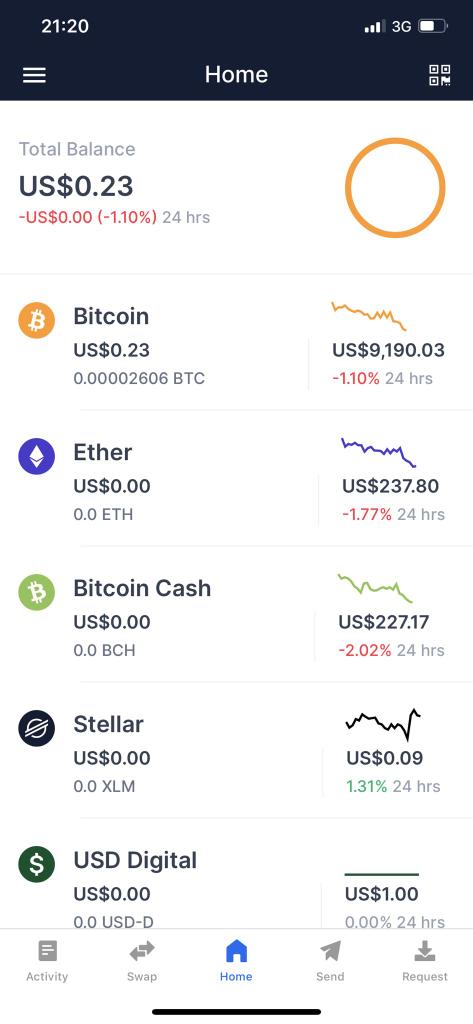 21:20
3G
Home
Total Balance
US$0.23
-US$0.00 (-1.10%) 24 hrs
Bitcoin
US$0.23
US$9,190.03
0.00002606 BTC
-1.10% 24 hrs
Ether
US$0.00
US$237.80
0.0 ETH
-1.77% 24 hrs
Bitcoin Cash
US$0.00
US$227.17
0.0 BCH
-2.02% 24 hrs
Stellar
US$0.00
US$0.09
0.0 XLM
1.31% 24 hrs
USD Digital
US$0.00
US$1.00
0.0 USD-D
0.00% 24 hrs
Activity
Swap
Home
Send
Request